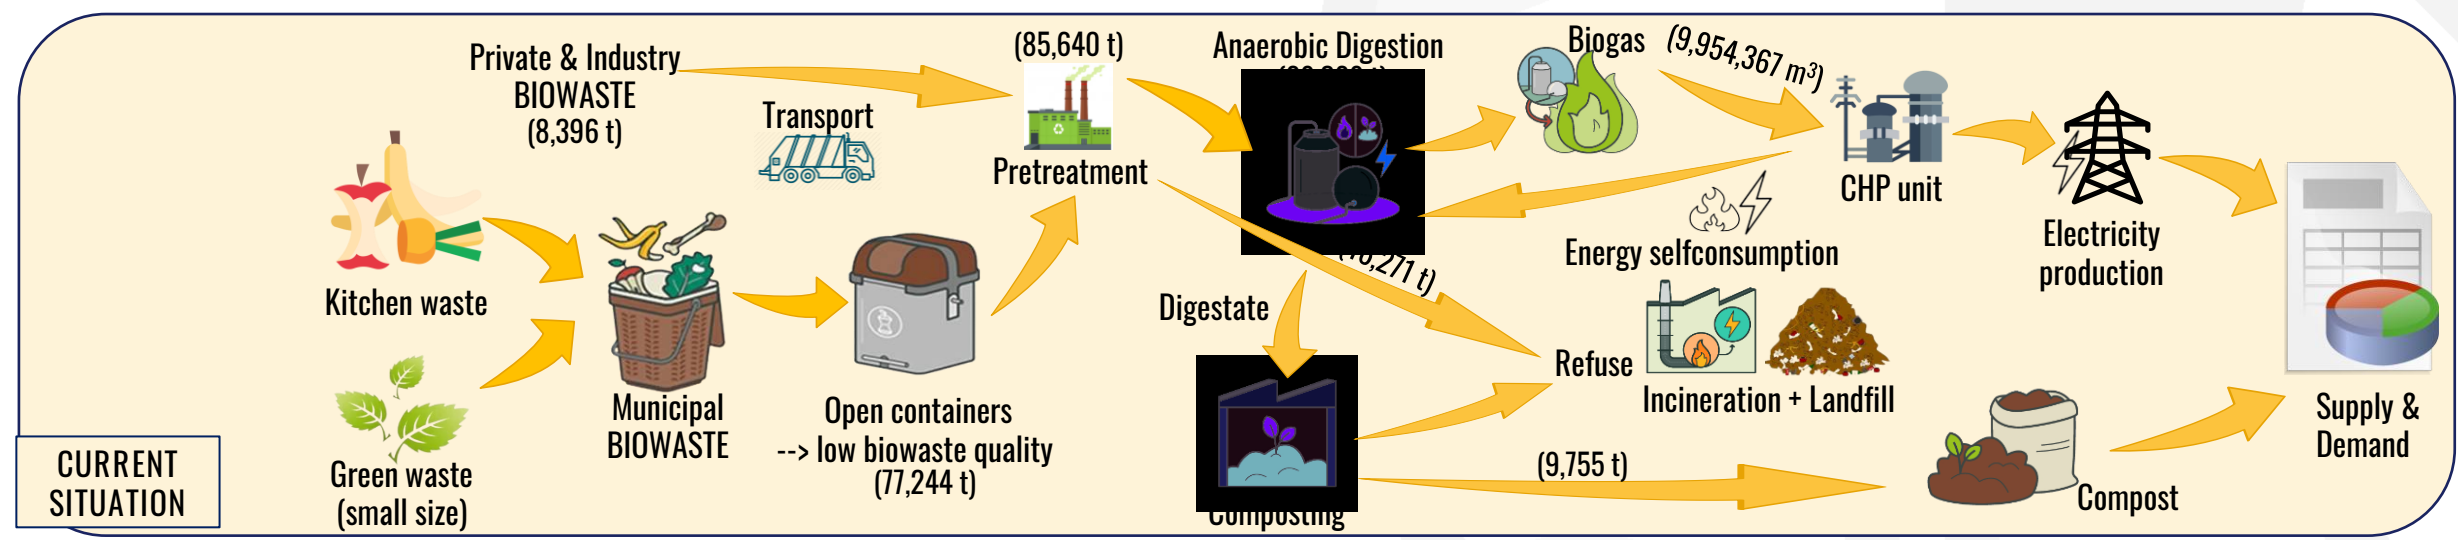 Private & Industry
BIOWASTE
(8,396 t)
Transport
(85,640 t)
Pretreatment
Anaerobic Digestion
Biogas
(9,954,367 m³)
CHP unit
Electricity
production
Energy selfconsumption
Kitchen waste
Green waste
(small size)
Municipal
BIOWASTE
Open containers
--> low biowaste quality
(77,244 t)
Digestate
Refuse
Incineration + Landfill
Composting
(9,755 t)
Compost
Supply &
Demand
CURRENT
SITUATION